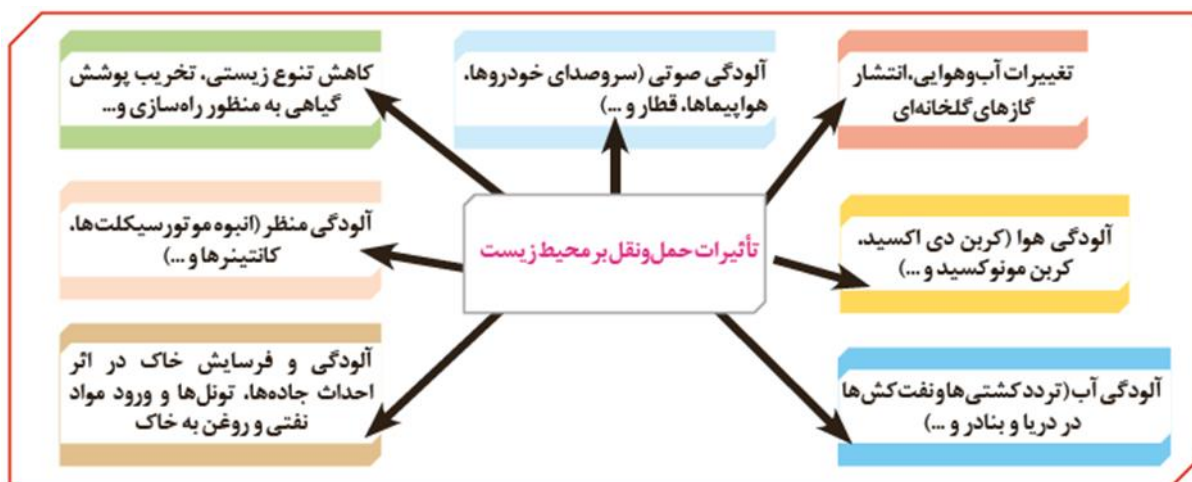 تغییرات آب‌وهوایی،انتشار
گازهای گلخانه‌ای
آلودگی صوتی (سروصدای خودروها،
هواپیماها، قطار و ...)
کاهش تنوع زیستی، تخریب پوشش
گیاهی به منظور راه‌سازی و...
تأثیرات حمل‌ونقل بر محیط زیست
آلودگی هوا (کربن دی اکسید،
کربن مونوکسید و ...)
آلودگی منظر (انبوه موتورسیکلت‌ها،
کانتینرها و ...)
آلودگی آب (تردد کشتی‌ها و نفت‌کش‌ها
در دریا و بنادر و ...)
آلودگی و فرسایش خاک در اثر
احداث جاده‌ها، تونل‌ها و ورود مواد
نفتی و روغن به خاک